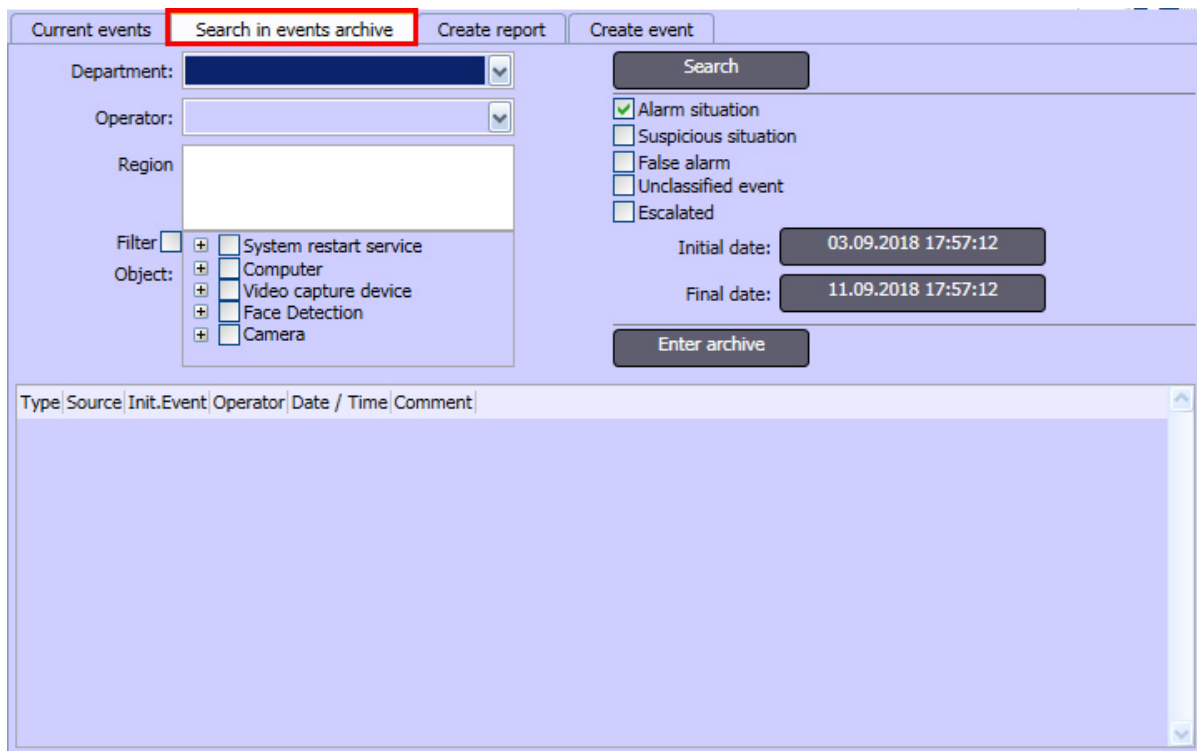 Current events Search in events archive Create report Create event
Department:
Search
Operator:
Alarm situation
Suspicious situation
Region
False alarm
Unclassified event
Escalated
Filter
System restart service
Initial date: 03.09.2018 17:57:12
Object:
Computer
Video capture device
Final date: 11.09.2018 17:57:12
Face Detection
Camera
Enter archive
Type Source Init.Event Operator Date / Time Comment